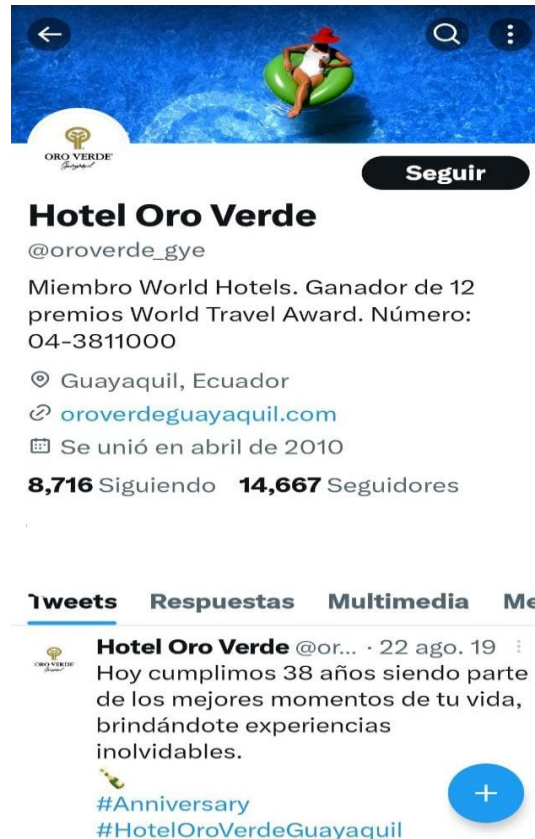 ORO VERDE
Guayaquil
Seguir
Hotel Oro Verde
@oroverde_gye
Miembro World Hotels. Ganador de 12
premios World Travel Award. Número:
04-3811000
Guayaquil, Ecuador
oroverdeguayaquil.com
Se unió en abril de 2010
8,716 Siguiendo 14,667 Seguidores
Tweets Respuestas Multimedia Me
ORO VERDE
Hotel Oro Verde @or... · 22 ago. 19
Hoy cumplimos 38 años siendo parte
de los mejores momentos de tu vida,
brindándote experiencias
inolvidables.
#Anniversary
#HotelOroVerdeGuayaquil